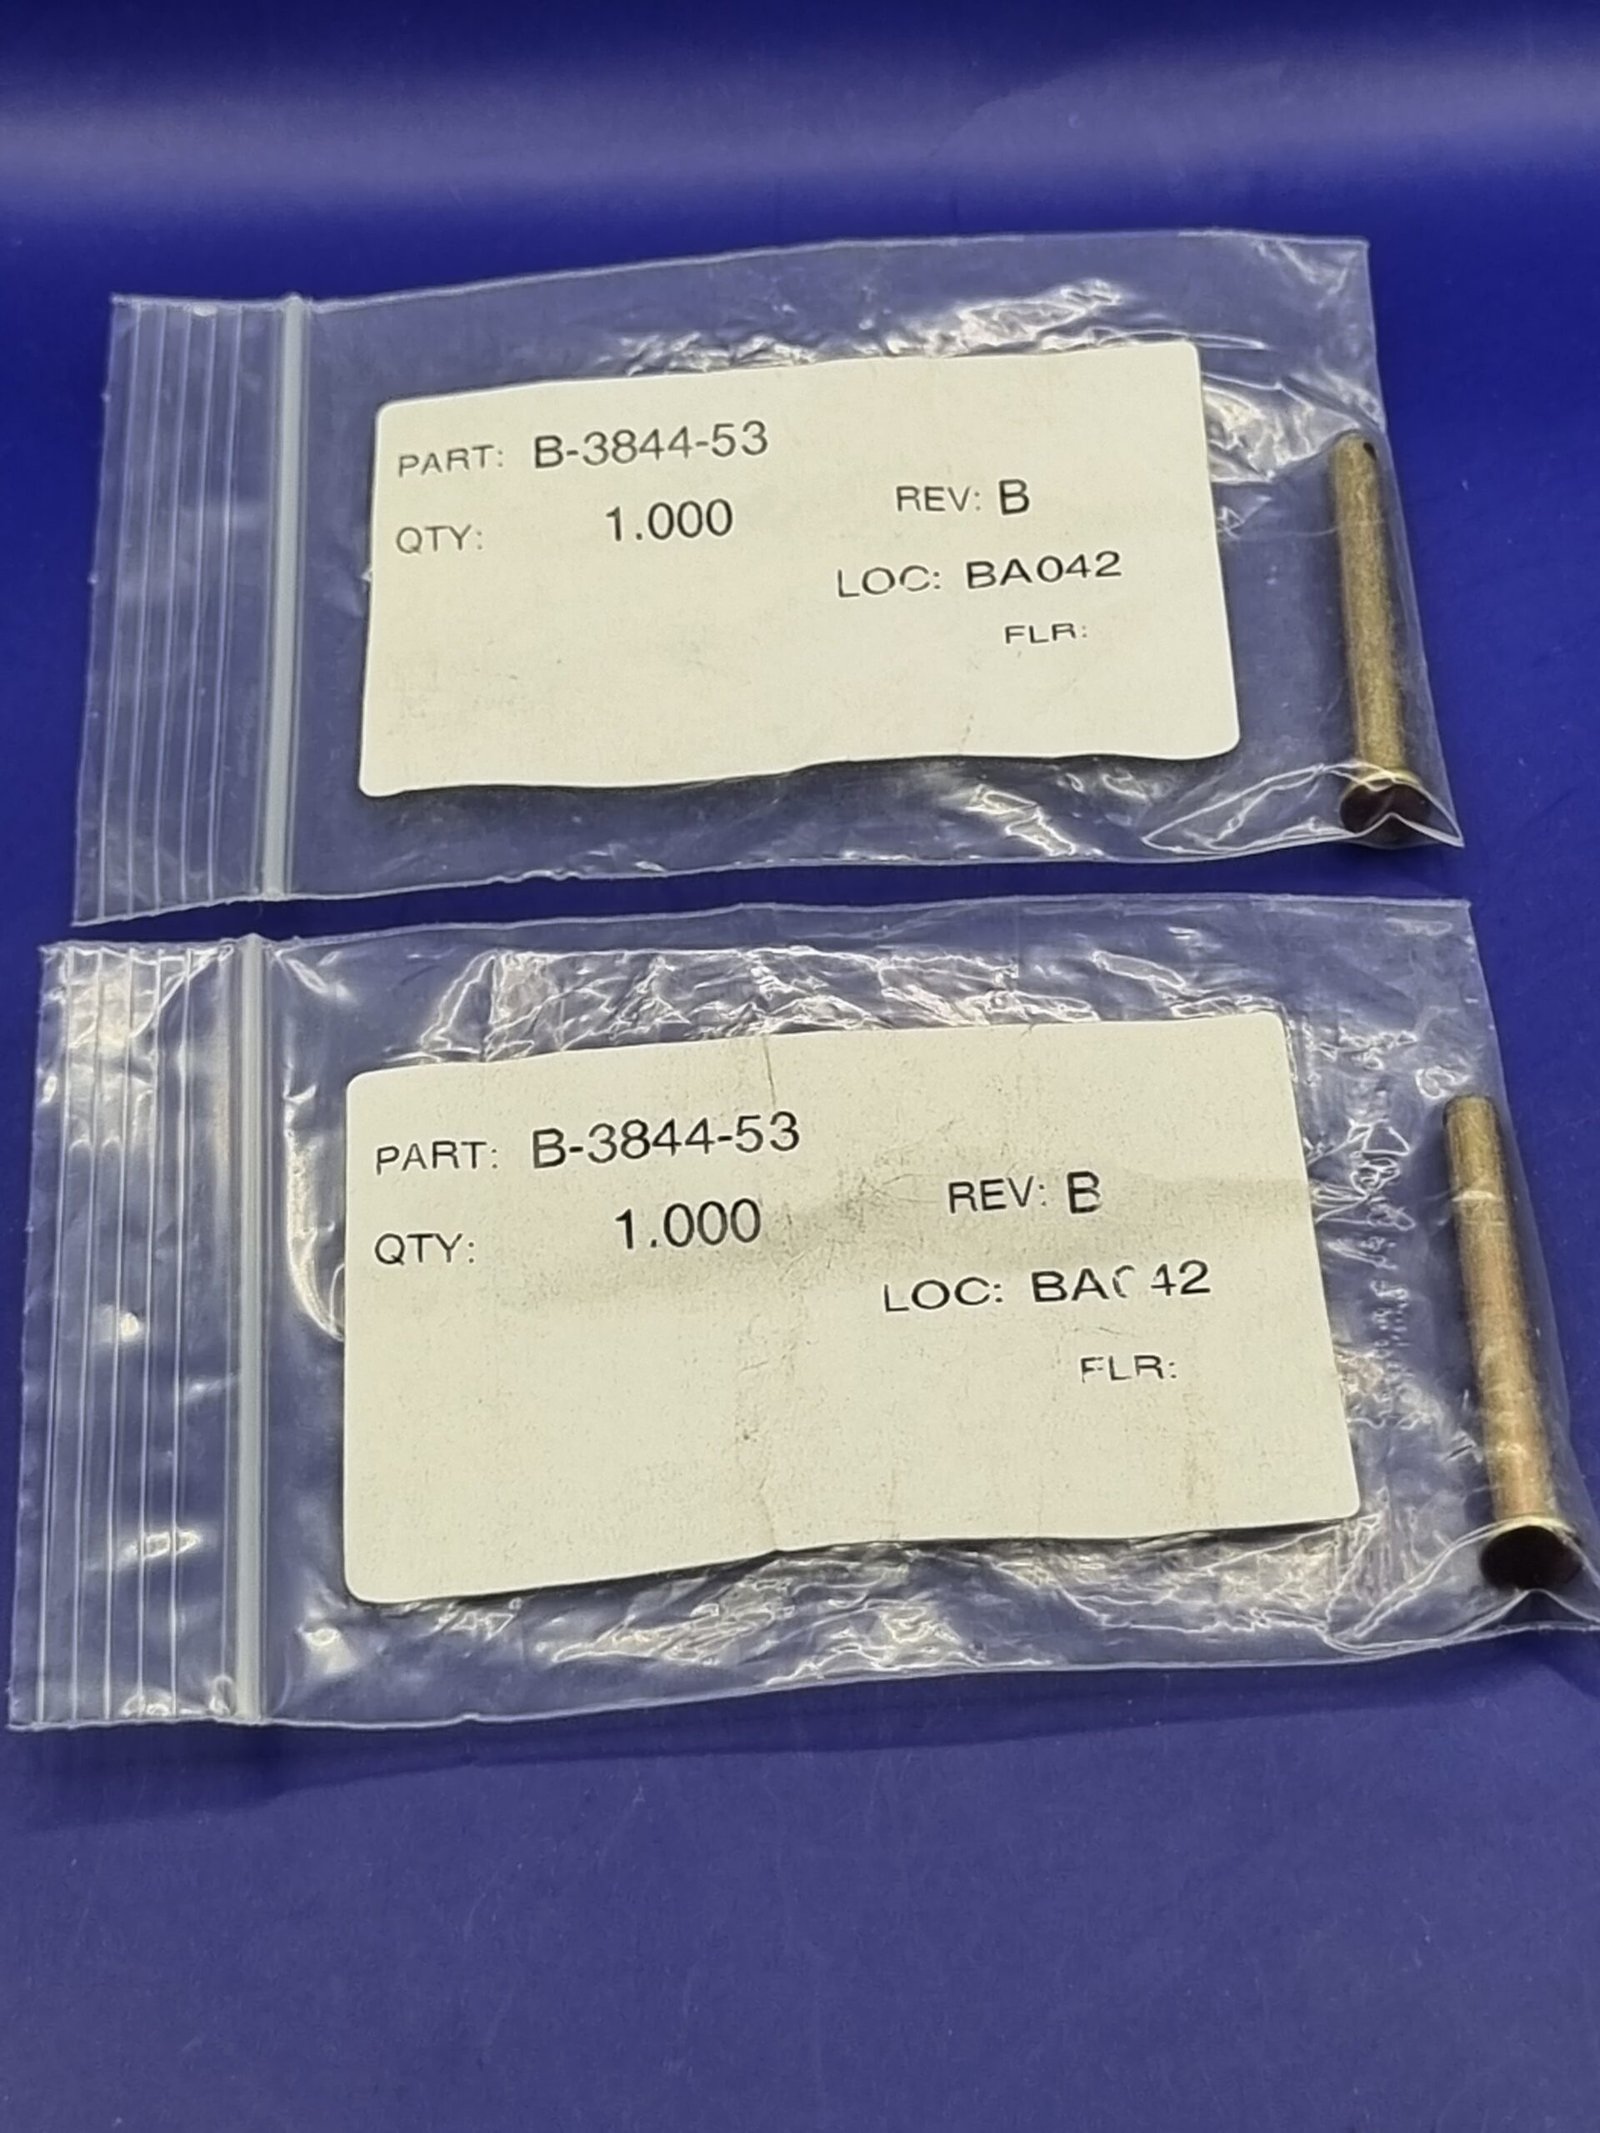 PART: B-3844-53
QTY: 1.000 REV: B
LOC: BA042
FLR:
PART: B-3844-53
QTY: 1.000 REV: B
LOC: BA042
FLR: